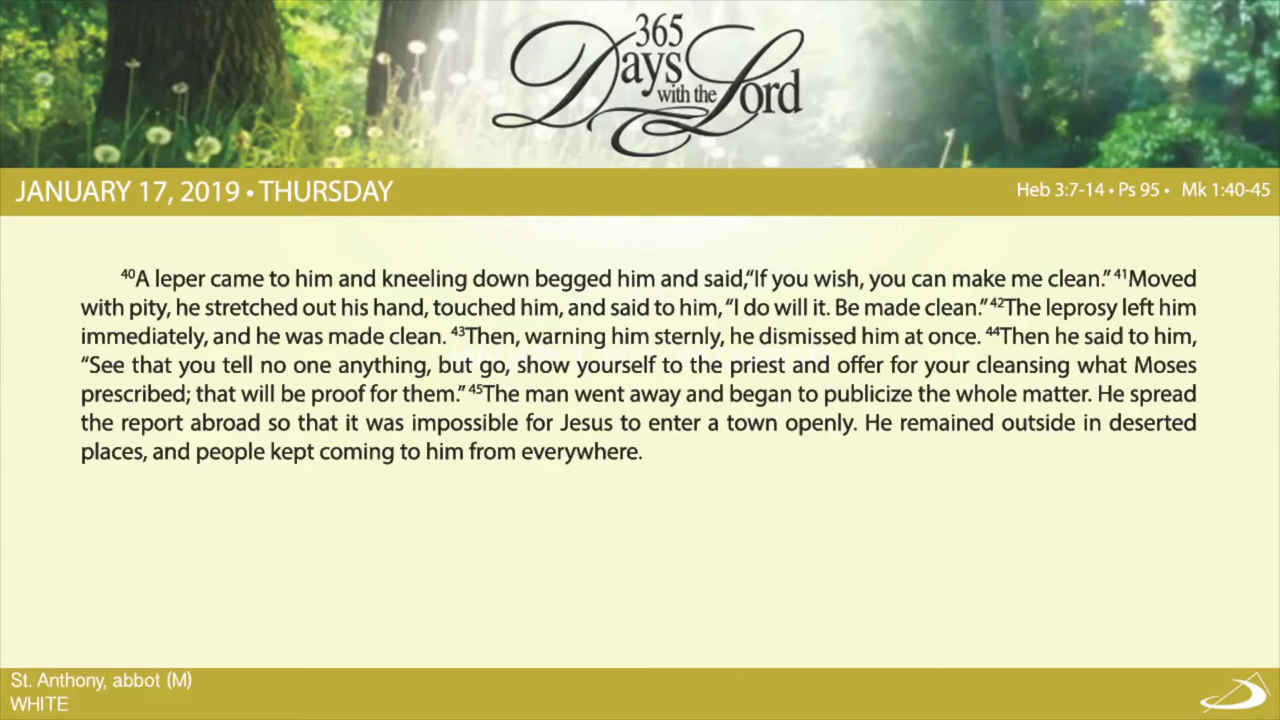 365
Days
with the
Lord
JANUARY 17, 2019 • THURSDAY
Heb 3:7-14 • Ps 95 • Mk 1:40-45
⁴⁰A leper came to him and kneeling down begged him and said,“If you wish, you can make me clean.” ⁴¹Moved
with pity, he stretched out his hand, touched him, and said to him, “I do will it. Be made clean.” ⁴²The leprosy left him
immediately, and he was made clean. ⁴³Then, warning him sternly, he dismissed him at once. ⁴⁴Then he said to him,
“See that you tell no one anything, but go, show yourself to the priest and offer for your cleansing what Moses
prescribed; that will be proof for them.” ⁴⁵The man went away and began to publicize the whole matter. He spread
the report abroad so that it was impossible for Jesus to enter a town openly. He remained outside in deserted
places, and people kept coming to him from everywhere.
St. Anthony, abbot (M)
WHITE